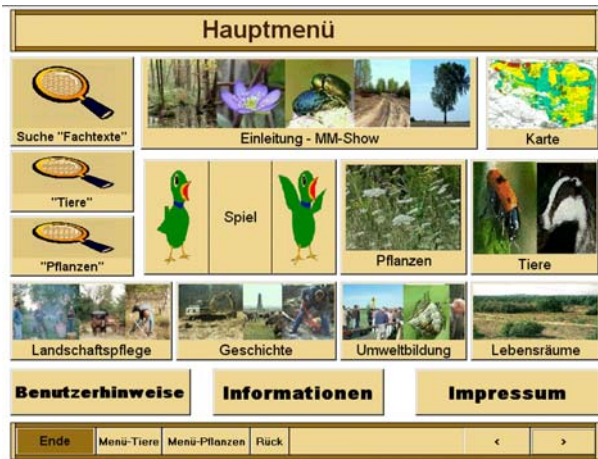 Hauptmenü
Suche "Fachtexte"
Einleitung - MM-Show
Karte
"Tiere"
Spiel
"Pflanzen"
Pflanzen
Tiere
Landschaftspflege
Geschichte
Umweltbildung
Lebensräume
Benutzerhinweise
Informationen
Impressum
Ende
Menü-Tiere
Menü-Pflanzen
Rück
<
>